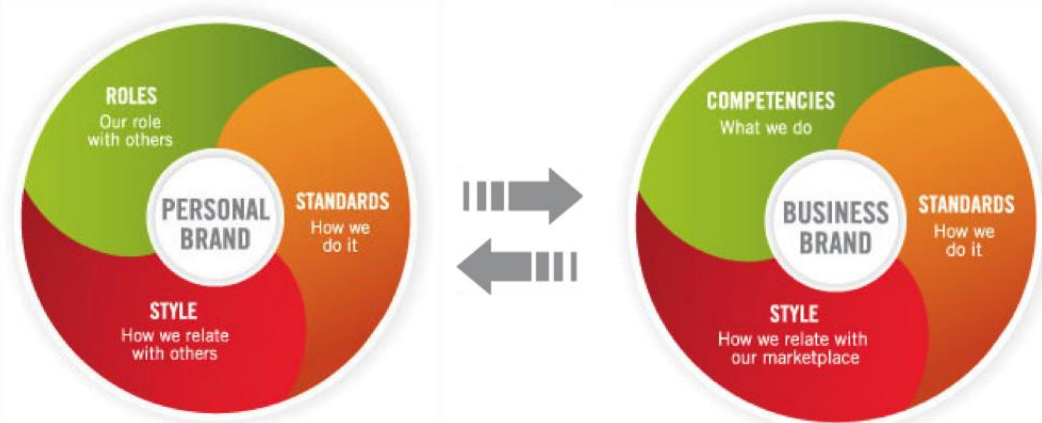 ROLES
Our role
with others
PERSONAL
BRAND
STANDARDS
How we
do it
STYLE
How we relate
with others
COMPETENCIES
What we do
BUSINESS
BRAND
STANDARDS
How we
do it
STYLE
How we relate with
our marketplace